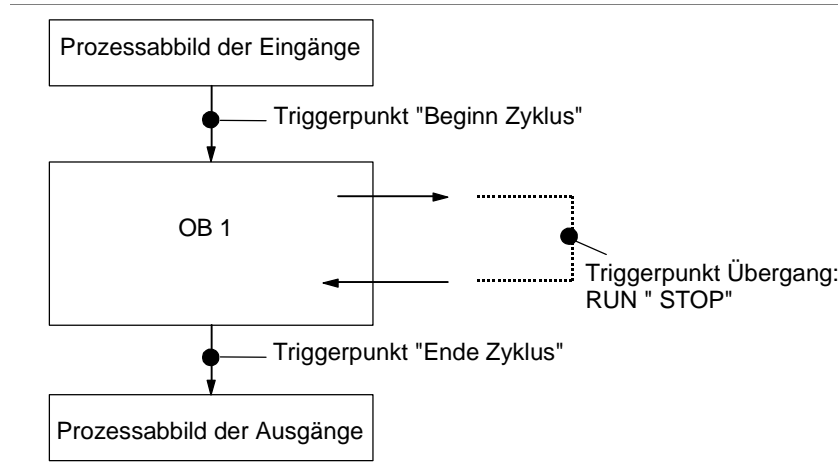 Prozessabbild der Eingänge
Triggerpunkt "Beginn Zyklus"
OB 1
Triggerpunkt Übergang:
RUN " STOP"
Triggerpunkt "Ende Zyklus"
Prozessabbild der Ausgänge